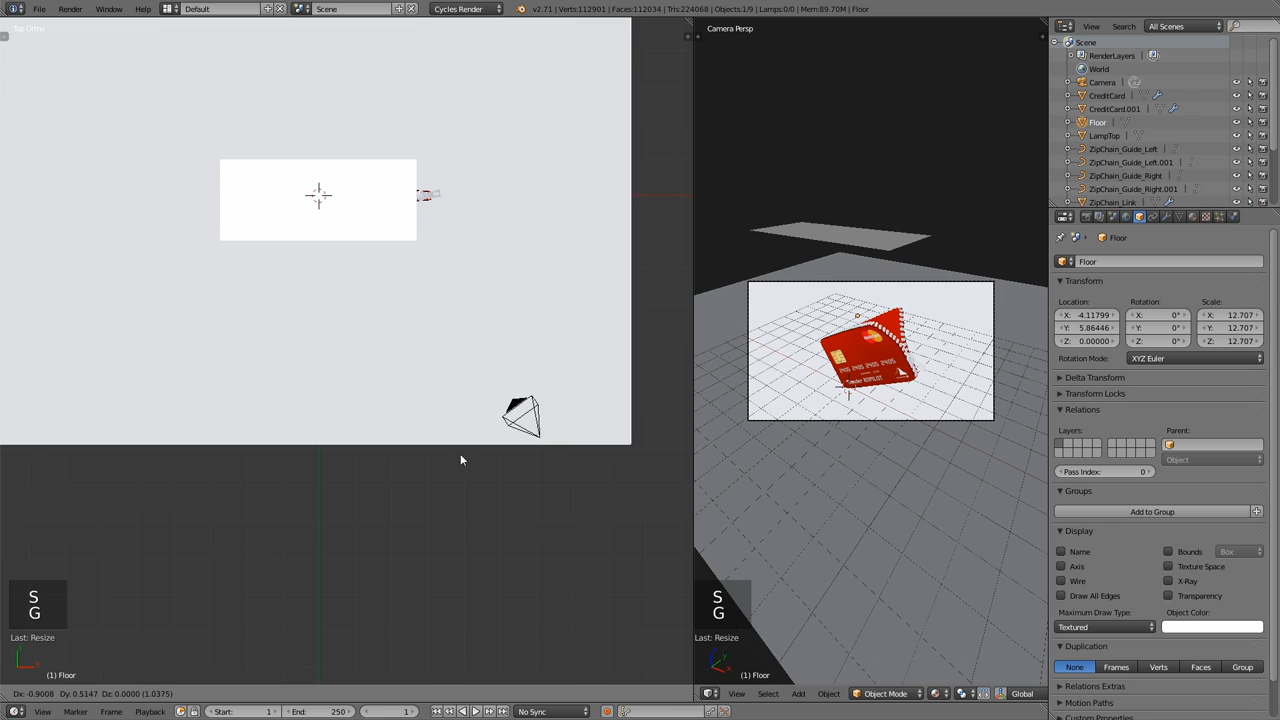 File Render Window Help Default Scene Cycles Render v2.71 | Verts:112901 | Faces:112034 | Tris:224068 | Objects:1/9 | Lamps:0/0 | Mem:89.70M | Floor
Top Ortho
Camera Persp
View Search All Scenes
Scene
RenderLayers
World
Camera
CreditCard
CreditCard.001
Floor
LampTop
ZipChain_Guide_Left
ZipChain_Guide_Left.001
ZipChain_Guide_Right
ZipChain_Guide_Right.001
ZipChain_Link
Floor
Floor
Transform
Location: Rotation: Scale:
X: -4.11799 X: 0° X: 12.707
Y: 5.86446 Y: 0° Y: 12.707
Z: 0.00000 Z: 0° Z: 12.707
Rotation Mode: XYZ Euler
Delta Transform
Transform Locks
Relations
Layers: Parent:
Object
Pass Index: 0
Groups
Add to Group
Display
Name Bounds Box
Axis Texture Space
Wire X-Ray
Draw All Edges Transparency
Maximum Draw Type: Object Color:
Textured
Duplication
None Frames Verts Faces Group
Relations Extras
Motion Paths
Custom Properties
S
G
Last: Resize
(1) Floor
S
G
Last: Resize
(1) Floor
Dx: -0.9008 Dy: 0.5147 Dz: 0.0000 (1.0375)
View Select Add Object Object Mode Global
View Marker Frame Playback Start: 1 End: 250 1 No Sync